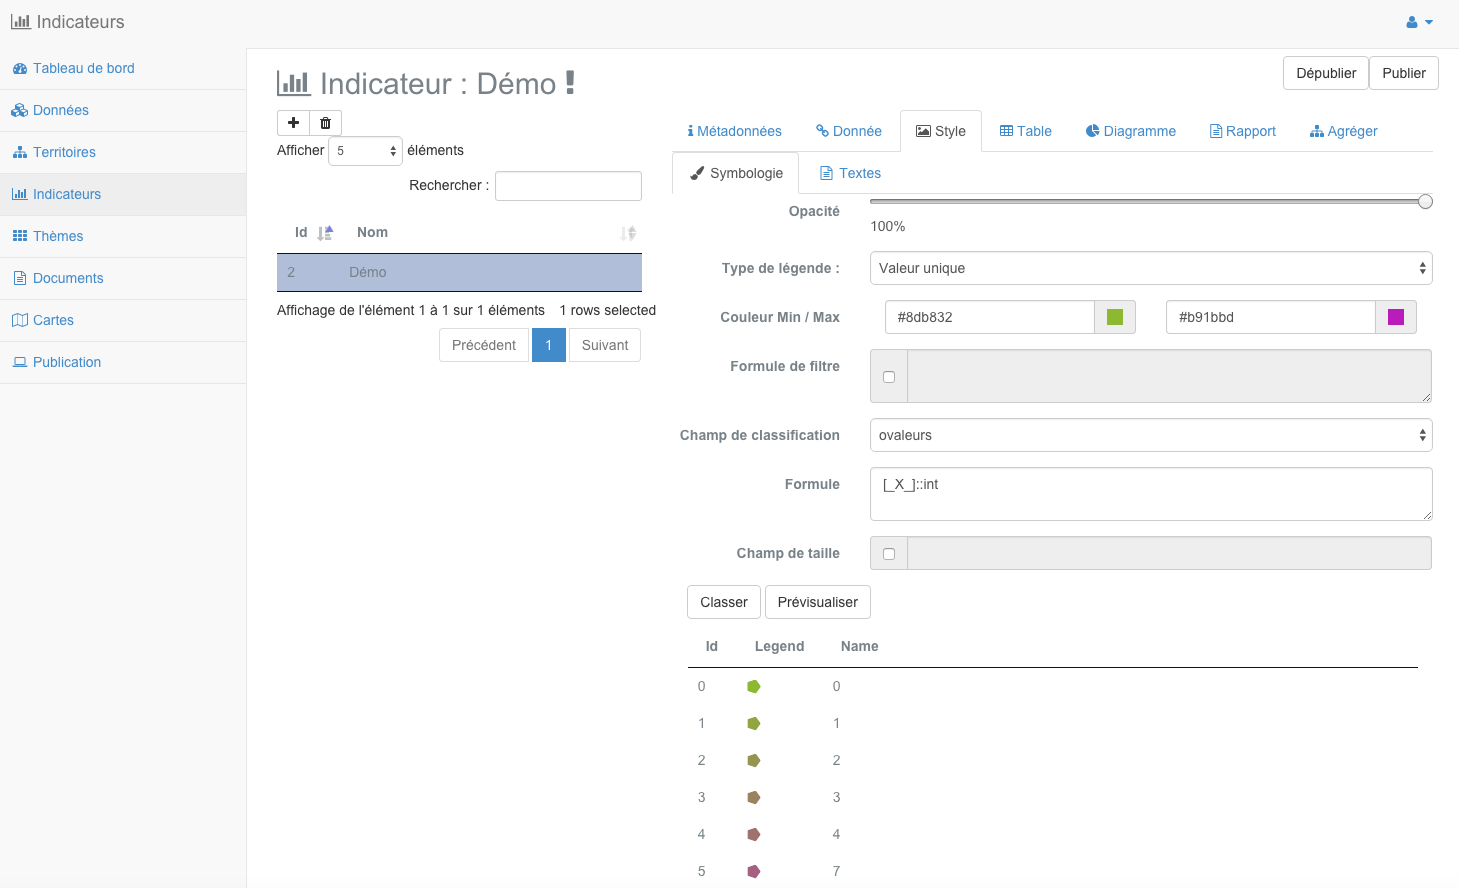 Indicateurs
Tableau de bord
Données
Territoires
Indicateurs
Thèmes
Documents
Cartes
Publication
Indicateur : Démo !
Dépublier Publier
Afficher 5 éléments
Rechercher :
Id Nom
2 Démo
Affichage de l'élément 1 à 1 sur 1 éléments 1 rows selected
Précédent 1 Suivant
Métadonnées Donnée Style Table Diagramme Rapport Agréger
Symbologie Textes
Opacité
100%
Type de légende : Valeur unique
Couleur Min / Max #8db832 #b91bbd
Formule de filtre
Champ de classification ovaleurs
Formule [_X_]::int
Champ de taille
Classer Prévisualiser
Id Legend Name
0 0
1 1
2 2
3 3
4 4
5 7